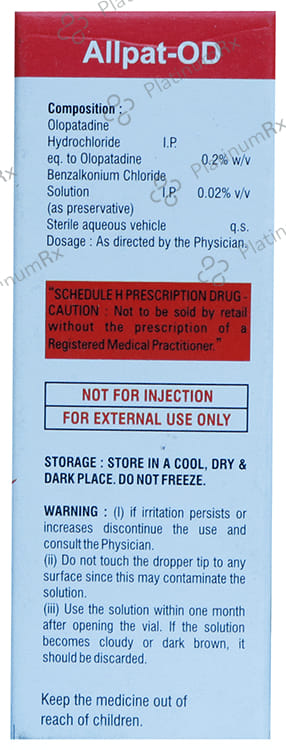 Allpat-OD
Composition :
Olopatadine
Hydrochloride I.P.
eq. to Olopatadine 0.2% w/v
Benzalkonium Chloride
Solution I.P. 0.02% v/v
(as preservative)
Sterile aqueous vehicle q.s.
Dosage : As directed by the Physician.
"SCHEDULE H PRESCRIPTION DRUG -
CAUTION : Not to be sold by retail
without the prescription of a
Registered Medical Practitioner."
NOT FOR INJECTION
FOR EXTERNAL USE ONLY
STORAGE : STORE IN A COOL, DRY &
DARK PLACE. DO NOT FREEZE.
WARNING : (I) if irritation persists or
increases discontinue the use and
consult the Physician.
(ii) Do not touch the dropper tip to any
surface since this may contaminate the
solution.
(iii) Use the solution within one month
after opening the vial. If the solution
becomes cloudy or dark brown, it
should be discarded.
Keep the medicine out of
reach of children.
PlatinumRx
PlatinumRx
PlatinumRx
PlatinumRx